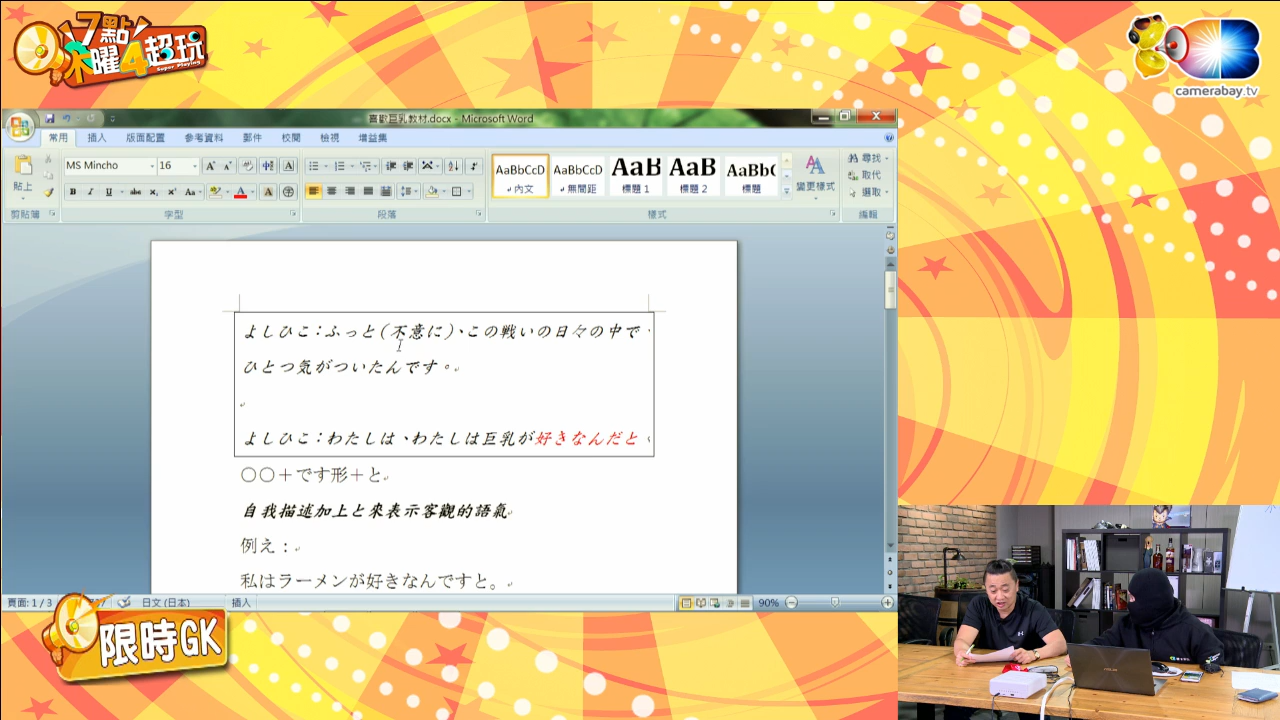 7點
木曜4超玩
Super Playing
camerabay.tv
喜歡巨乳教材.docx - Microsoft Word
常用 插入 版面配置 參考資料 郵件 校閱 檢視 增益集
貼上
MS Mincho 16
AaBbCcD AaBbCcD AaB AaB AaBb(
內文 無間距 標題 1 標題 2 標題
變更樣式
尋找
取代
選取
剪貼簿 字型 段落 樣式 編輯
よしひこ：ふっと(不意に)、この戦いの日々の中で
ひとつ気がついたんです。
よしひこ：わたしは、わたしは巨乳が好きなんだと
○○＋です形＋と
自我描述加上と來表示客觀的語氣
例え：
私はラーメンが好きなんですと。
頁面: 1 / 3 日文 (日本) 插入 90%
限時GK